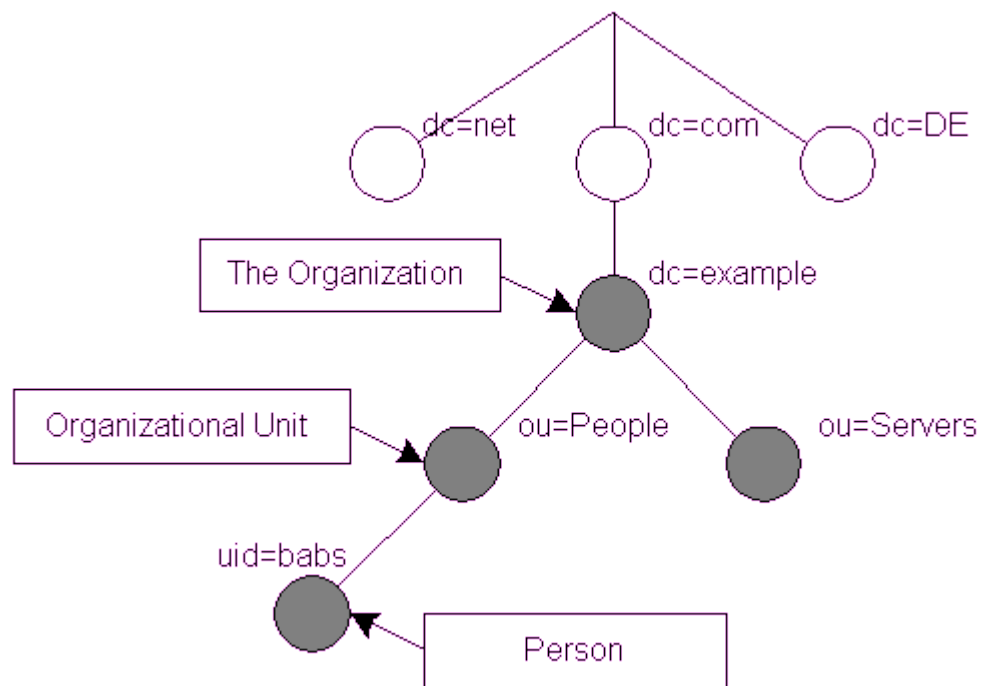 dc=net
dc=com
dc=DE
The Organization
dc=example
Organizational Unit
ou=People
ou=Servers
uid=babs
Person